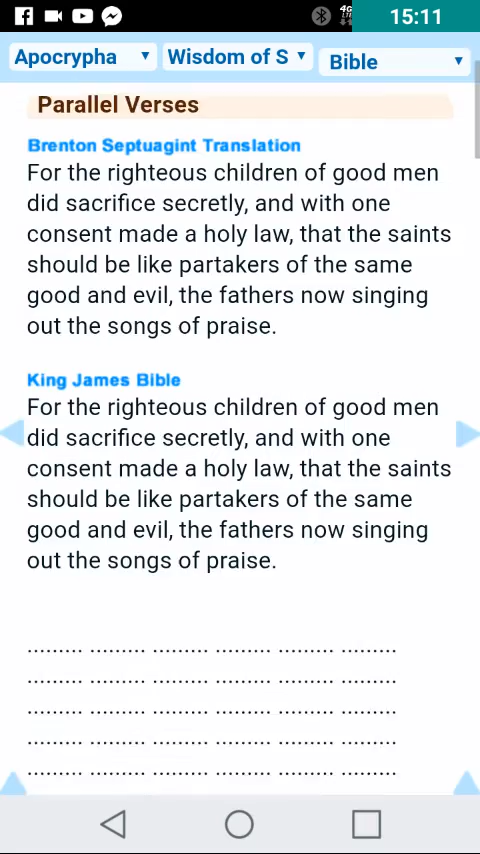 4G
15:11
Apocrypha
Wisdom of S
Bible
Parallel Verses
Brenton Septuagint Translation
For the righteous children of good men
did sacrifice secretly, and with one
consent made a holy law, that the saints
should be like partakers of the same
good and evil, the fathers now singing
out the songs of praise.
King James Bible
For the righteous children of good men
did sacrifice secretly, and with one
consent made a holy law, that the saints
should be like partakers of the same
good and evil, the fathers now singing
out the songs of praise.
......... ......... ......... ......... ......... .........
......... ......... ......... ......... ......... .........
......... ......... ......... ......... ......... .........
......... ......... ......... ......... ......... .........
......... ......... ......... ......... ......... .........